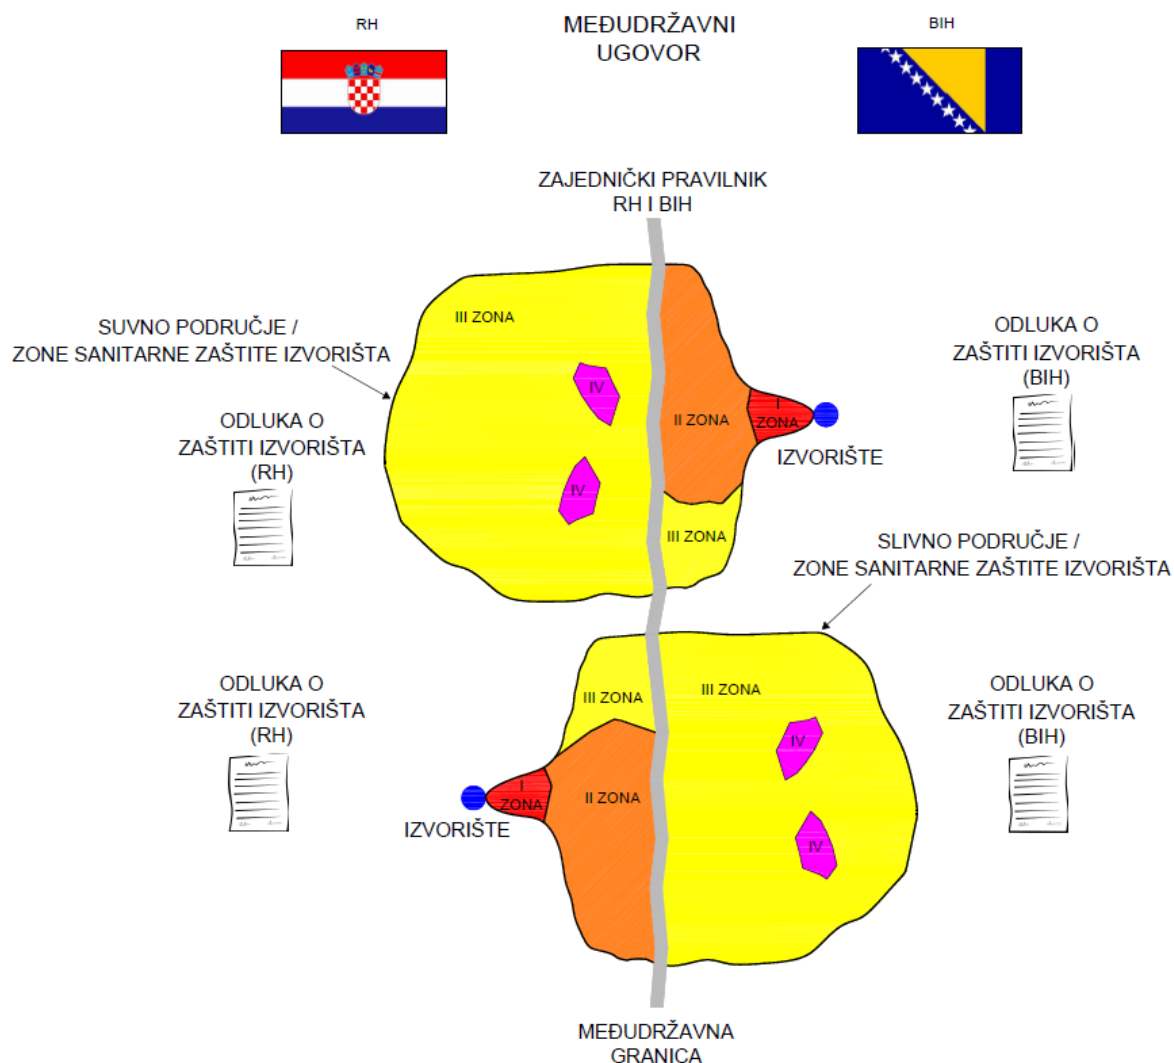 RH
MEĐUDRŽAVNI
UGOVOR
BIH
ZAJEDNIČKI PRAVILNIK
RH I BIH
III ZONA
SUVNO PODRUČJE /
ZONE SANITARNE ZAŠTITE IZVORIŠTA
ODLUKA O
ZAŠTITI IZVORIŠTA
(BIH)
IV
II ZONA
I
ZONA
IZVORIŠTE
ODLUKA O
ZAŠTITI IZVORIŠTA
(RH)
IV
III ZONA
SLIVNO PODRUČJE /
ZONE SANITARNE ZAŠTITE IZVORIŠTA
ODLUKA O
ZAŠTITI IZVORIŠTA
(RH)
III ZONA
III ZONA
ODLUKA O
ZAŠTITI IZVORIŠTA
(BIH)
IV
I
ZONA
II ZONA
IZVORIŠTE
IV
MEĐUDRŽAVNA
GRANICA